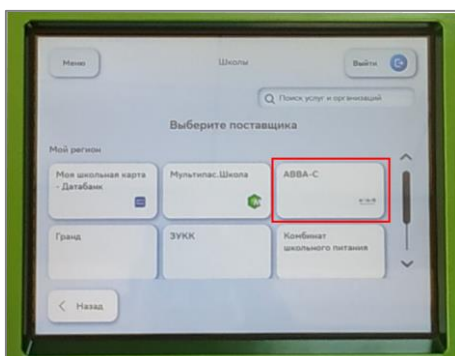 Меню
Школы
Выйти
Поиск услуг и организаций
Выберите поставщика
Мой регион
Моя школьная карта
- Датабанк
Мультипас.Школа
АВВА-С
Гранд
ЗУКК
Комбинат
школьного питания
Назад